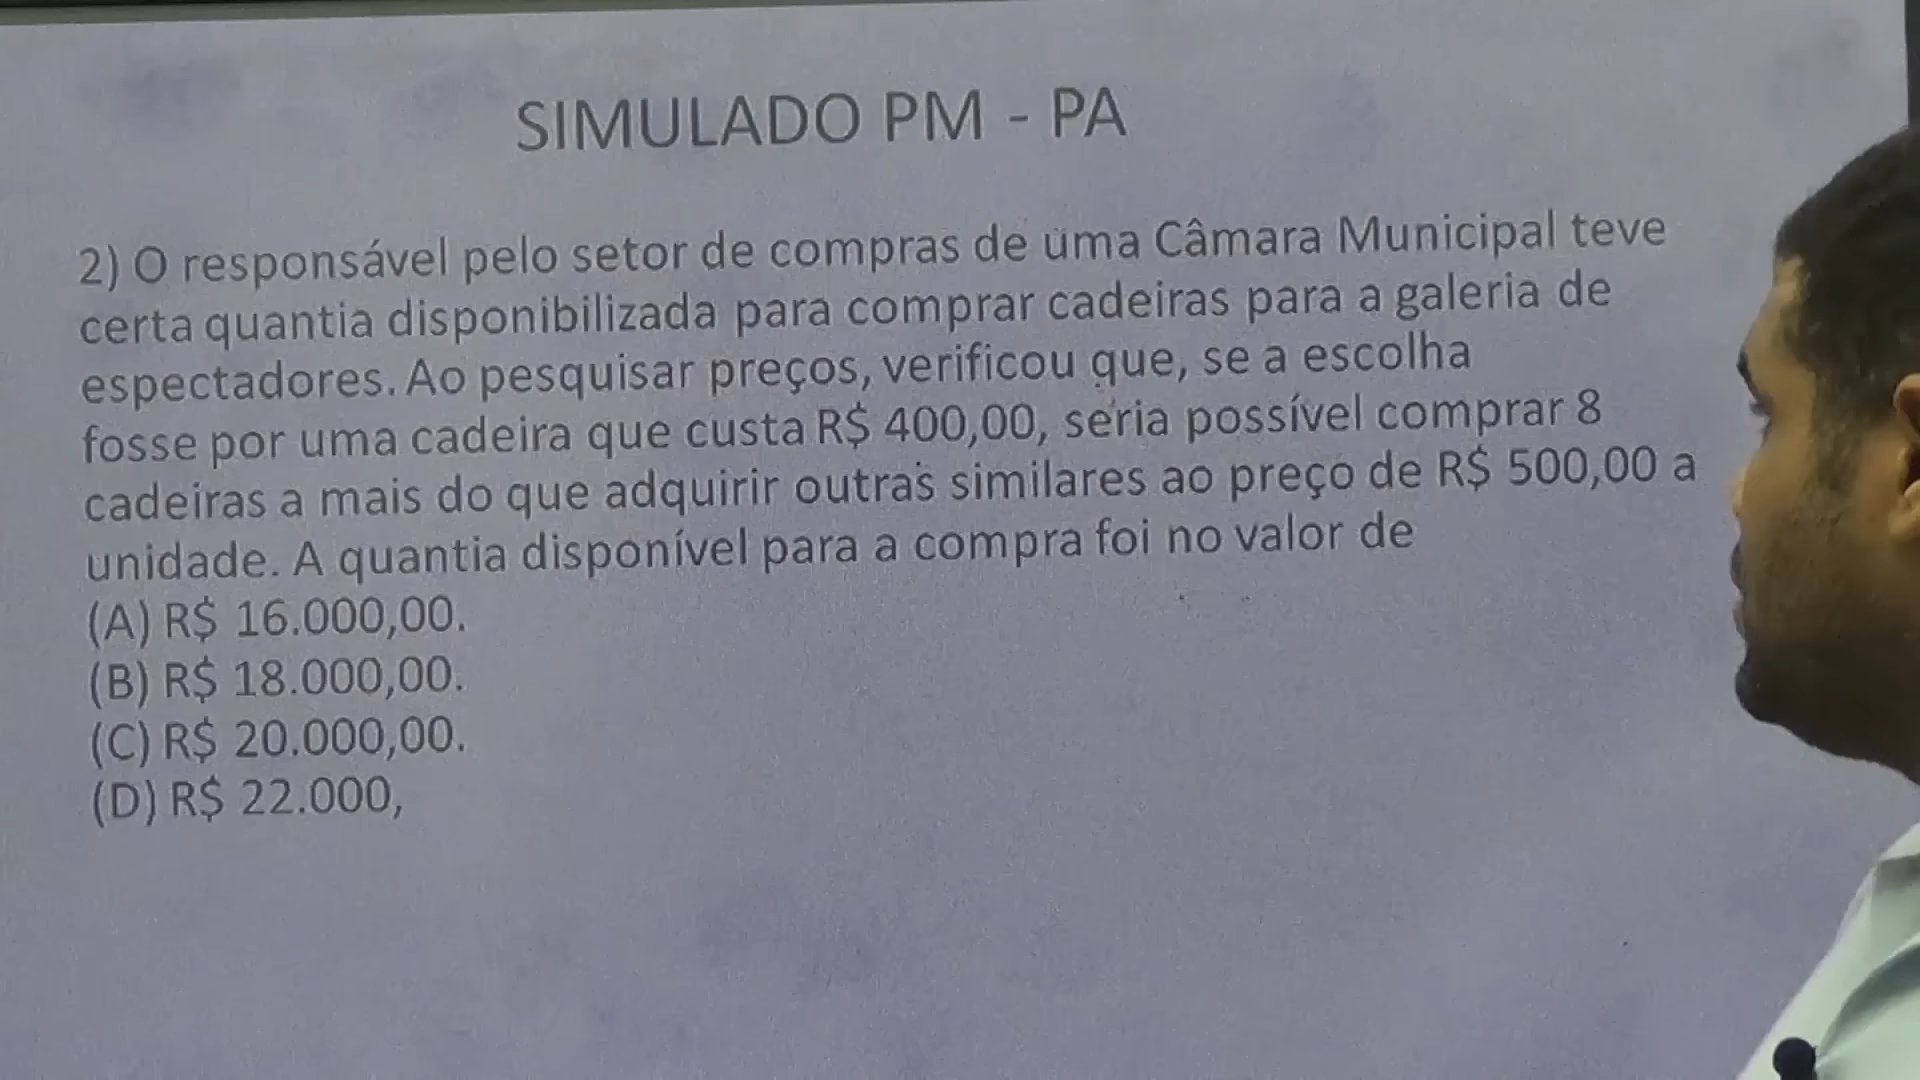 SIMULADO PM - PA
2) O responsável pelo setor de compras de uma Câmara Municipal teve
certa quantia disponibilizada para comprar cadeiras para a galeria de
espectadores. Ao pesquisar preços, verificou que, se a escolha
fosse por uma cadeira que custa R$ 400,00, seria possível comprar 8
cadeiras a mais do que adquirir outras similares ao preço de R$ 500,00 a
unidade. A quantia disponível para a compra foi no valor de
(A) R$ 16.000,00.
(B) R$ 18.000,00.
(C) R$ 20.000,00.
(D) R$ 22.000,